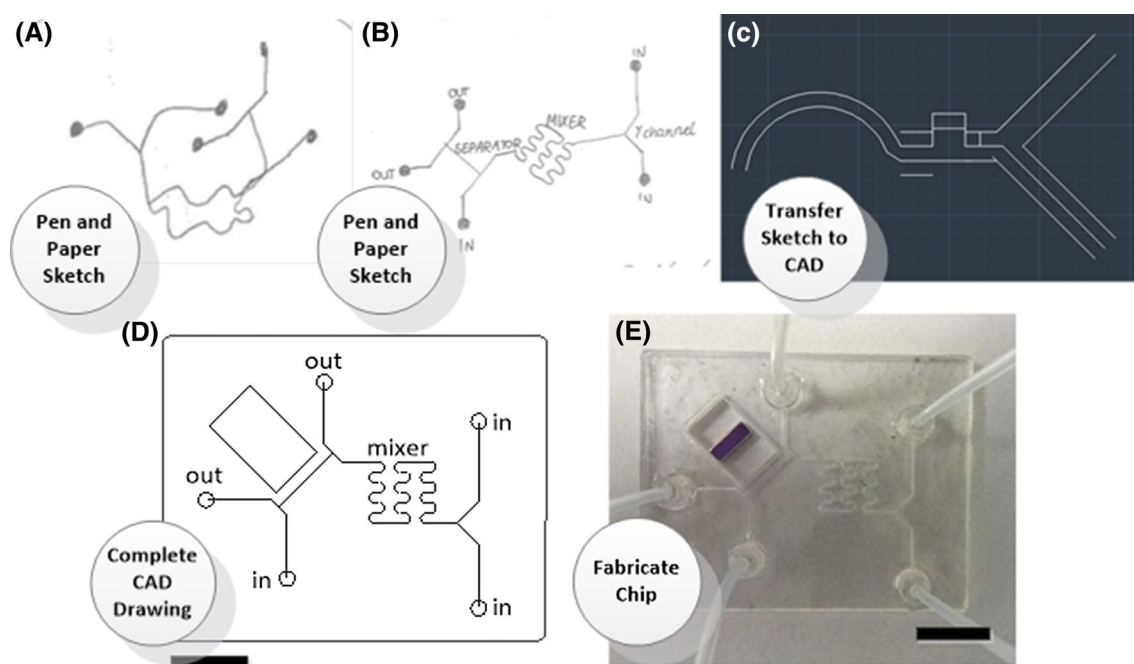 (A)
Pen and
Paper
Sketch
(B)
IN
OUT
MIXER
SEPARATOR
Y channel
OUT
IN
IN
Pen and
Paper
Sketch
(c)
Transfer
Sketch to
CAD
(D)
out
in
mixer
out
in
in
Complete
CAD
Drawing
(E)
Fabricate
Chip